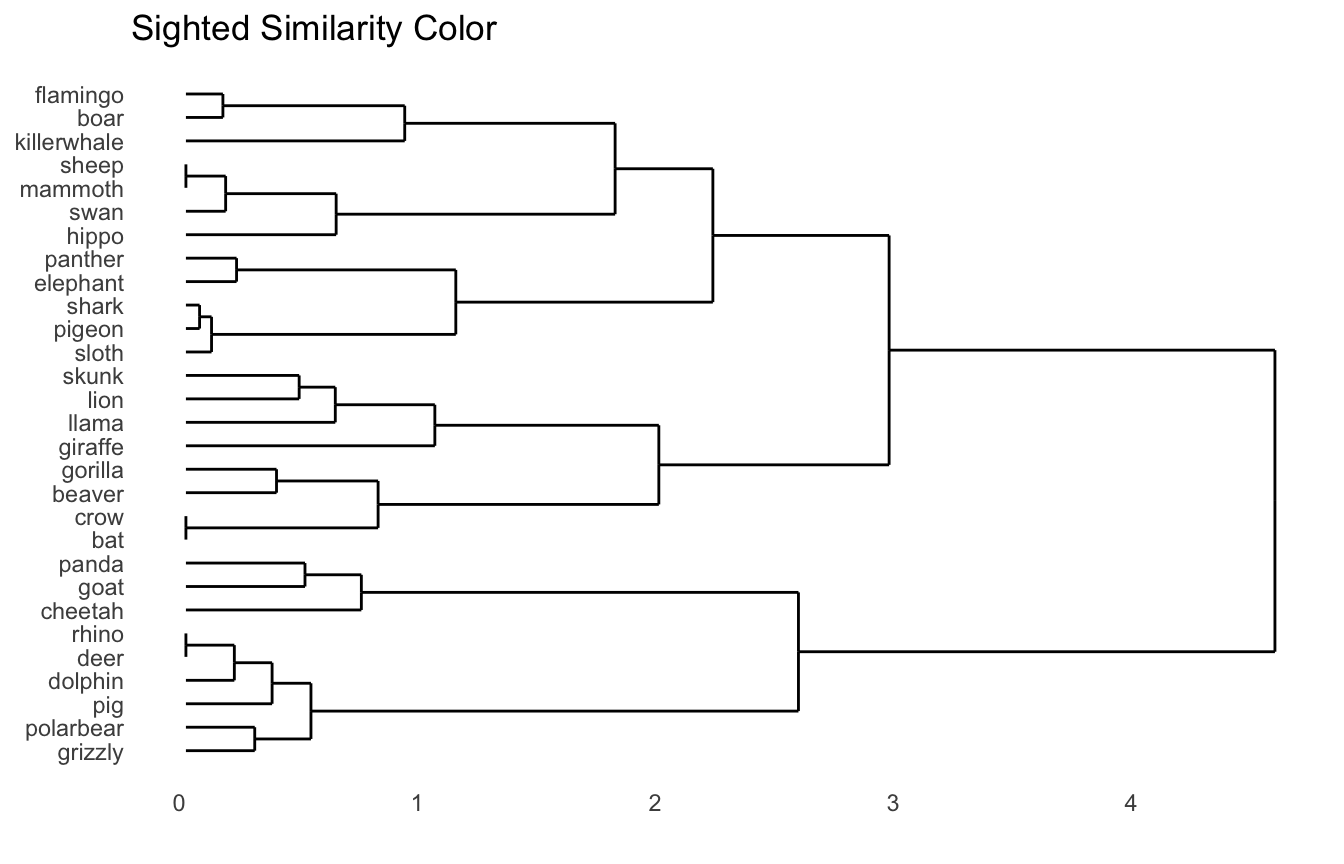 Sighted Similarity Color
flamingo
boar
killerwhale
sheep
mammoth
swan
hippo
panther
elephant
shark
pigeon
sloth
skunk
lion
llama
giraffe
gorilla
beaver
crow
bat
panda
goat
cheetah
rhino
deer
dolphin
pig
polarbear
grizzly
0 1 2 3 4